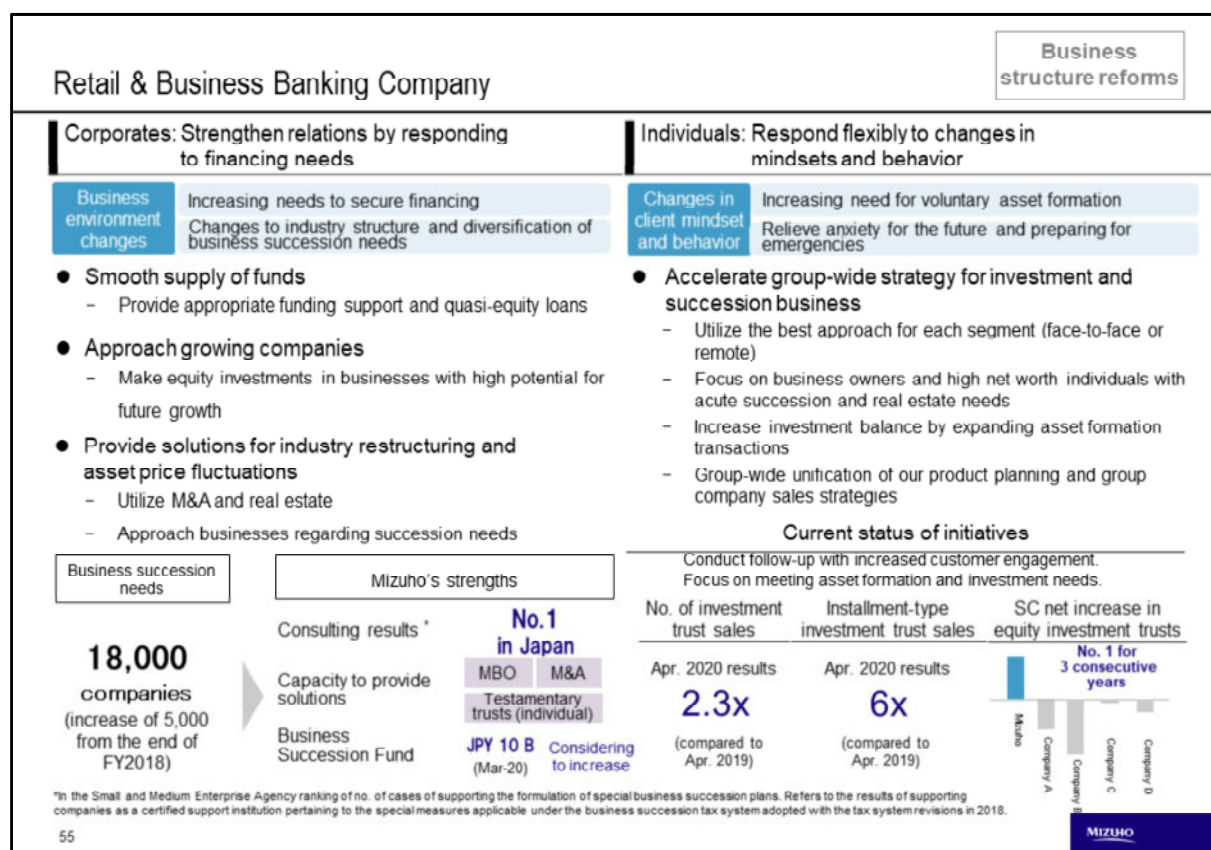 Business
structure reforms
Retail & Business Banking Company
Corporates: Strengthen relations by responding
to financing needs
Business
environment
changes
Increasing needs to secure financing
Changes to industry structure and diversification of
business succession needs
● Smooth supply of funds
– Provide appropriate funding support and quasi-equity loans
● Approach growing companies
– Make equity investments in businesses with high potential for
future growth
● Provide solutions for industry restructuring and
asset price fluctuations
– Utilize M&A and real estate
– Approach businesses regarding succession needs
Business succession
needs
18,000
companies
(increase of 5,000
from the end of
FY2018)
Mizuho's strengths
Consulting results *
No.1
in Japan
Capacity to provide
solutions
MBO M&A
Testamentary
trusts (individual)
Business
Succession Fund
JPY 10 B
(Mar-20)
Considering
to increase
Individuals: Respond flexibly to changes in
mindsets and behavior
Changes in
client mindset
and behavior
Increasing need for voluntary asset formation
Relieve anxiety for the future and preparing for
emergencies
● Accelerate group-wide strategy for investment and
succession business
– Utilize the best approach for each segment (face-to-face or
remote)
– Focus on business owners and high net worth individuals with
acute succession and real estate needs
– Increase investment balance by expanding asset formation
transactions
– Group-wide unification of our product planning and group
company sales strategies
Current status of initiatives
Conduct follow-up with increased customer engagement.
Focus on meeting asset formation and investment needs.
No. of investment
trust sales
Apr. 2020 results
2.3x
(compared to
Apr. 2019)
Installment-type
investment trust sales
Apr. 2020 results
6x
(compared to
Apr. 2019)
SC net increase in
equity investment trusts
No. 1 for
3 consecutive
years
Mizuho
Company A
Company B
Company C
Company D
*In the Small and Medium Enterprise Agency ranking of no. of cases of supporting the formulation of special business succession plans. Refers to the results of supporting
companies as a certified support institution pertaining to the special measures applicable under the business succession tax system adopted with the tax system revisions in 2018.
55
MIZUHO